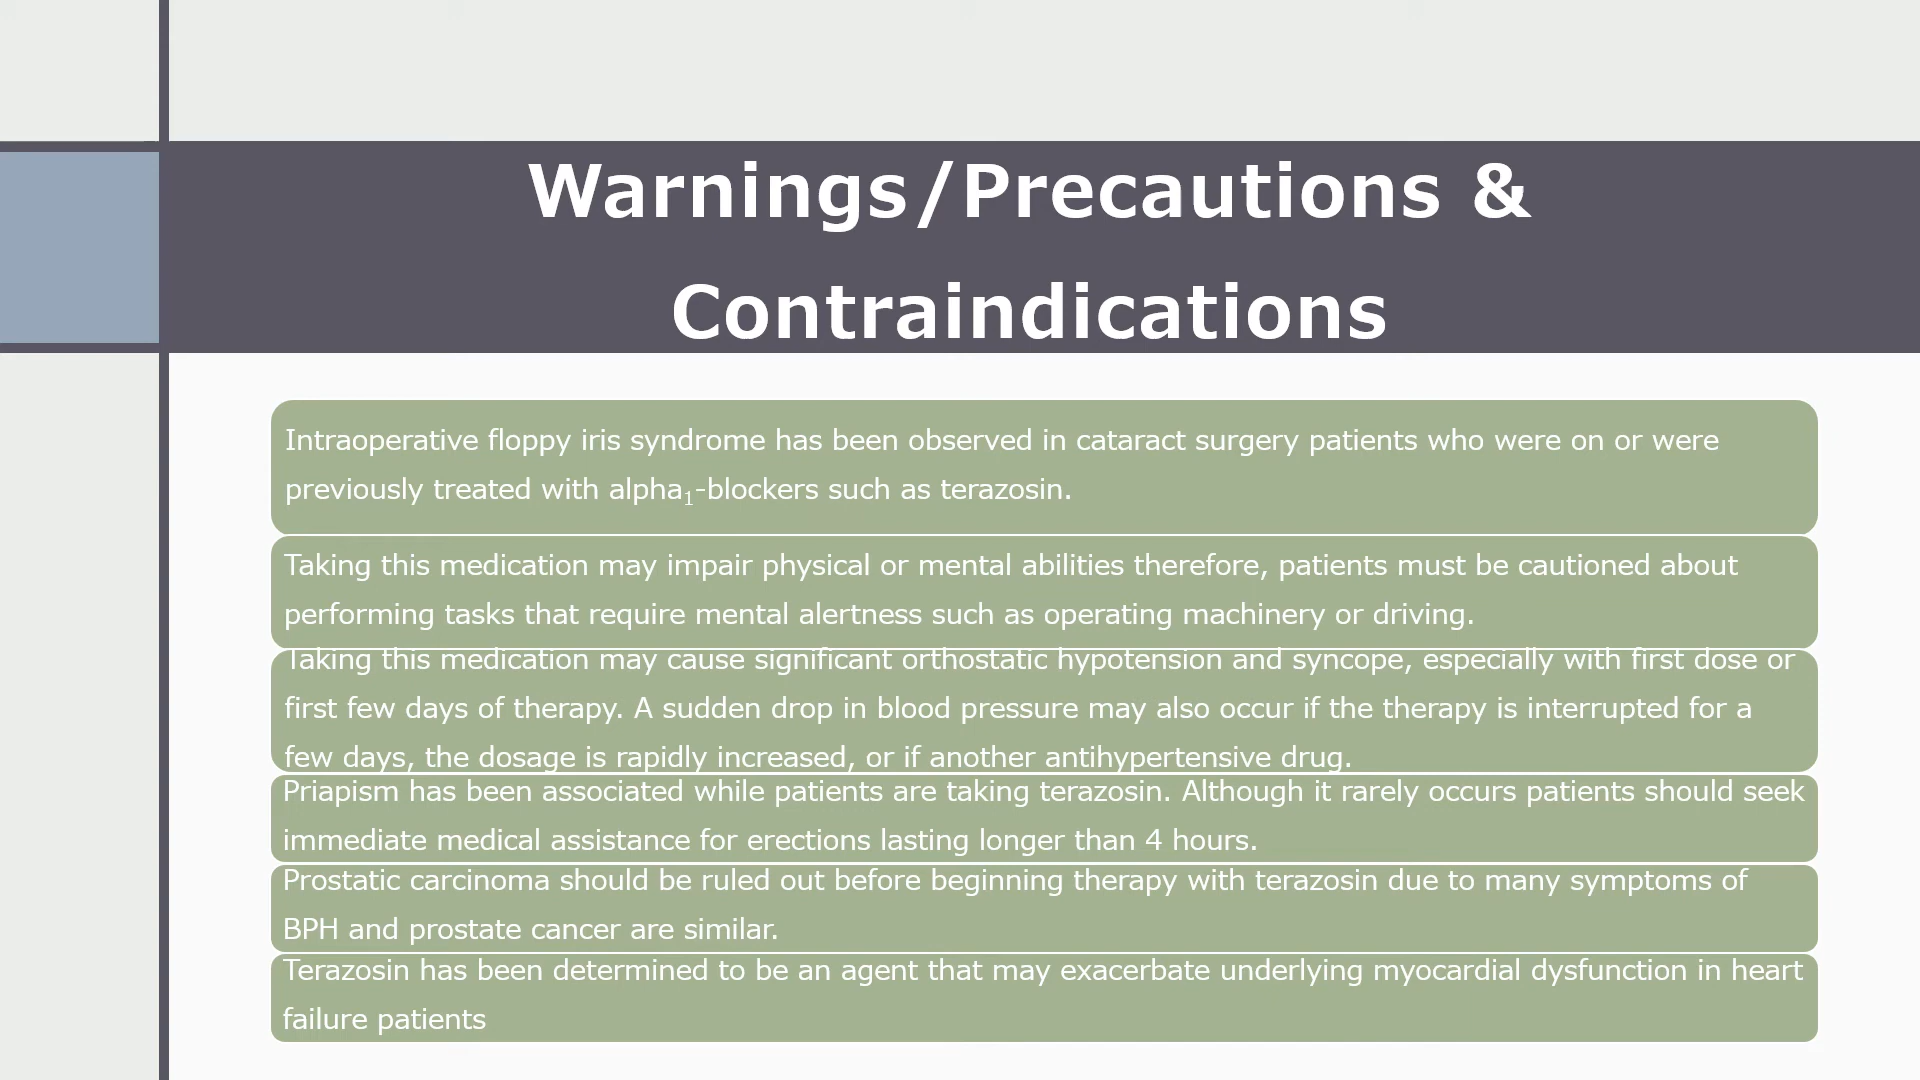 Warnings/Precautions &
Contraindications
Intraoperative floppy iris syndrome has been observed in cataract surgery patients who were on or were
previously treated with alpha₁-blockers such as terazosin.
Taking this medication may impair physical or mental abilities therefore, patients must be cautioned about
performing tasks that require mental alertness such as operating machinery or driving.
Taking this medication may cause significant orthostatic hypotension and syncope, especially with first dose or
first few days of therapy. A sudden drop in blood pressure may also occur if the therapy is interrupted for a
few days, the dosage is rapidly increased, or if another antihypertensive drug.
Priapism has been associated while patients are taking terazosin. Although it rarely occurs patients should seek
immediate medical assistance for erections lasting longer than 4 hours.
Prostatic carcinoma should be ruled out before beginning therapy with terazosin due to many symptoms of
BPH and prostate cancer are similar.
Terazosin has been determined to be an agent that may exacerbate underlying myocardial dysfunction in heart
failure patients